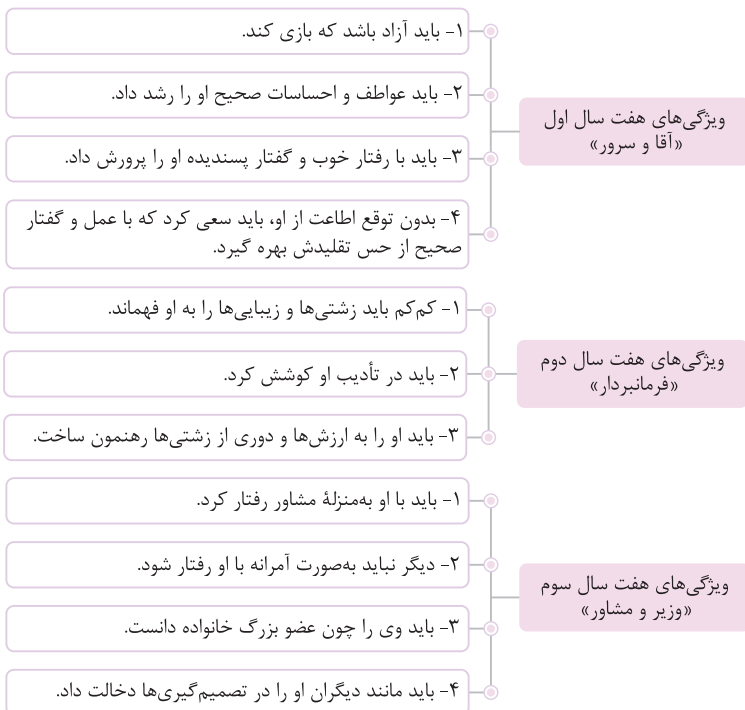 ویژگی‌های هفت سال اول
«آقا و سرور»
۱- باید آزاد باشد که بازی کند.
۲- باید عواطف و احساسات صحیح او را رشد داد.
۳- باید با رفتار خوب و گفتار پسندیده او را پرورش داد.
۴- بدون توقع اطاعت از او، باید سعی کرد که با عمل و گفتار
صحیح از حس تقلیدش بهره گیرد.
ویژگی‌های هفت سال دوم
«فرمانبردار»
۱- کم‌کم باید زشتی‌ها و زیبایی‌ها را به او فهماند.
۲- باید در تأدیب او کوشش کرد.
۳- باید او را به ارزش‌ها و دوری از زشتی‌ها رهنمون ساخت.
ویژگی‌های هفت سال سوم
«وزیر و مشاور»
۱- باید با او به‌منزلهٔ مشاور رفتار کرد.
۲- دیگر نباید به‌صورت آمرانه با او رفتار شود.
۳- باید وی را چون عضو بزرگ خانواده دانست.
۴- باید مانند دیگران او را در تصمیم‌گیری‌ها دخالت داد.